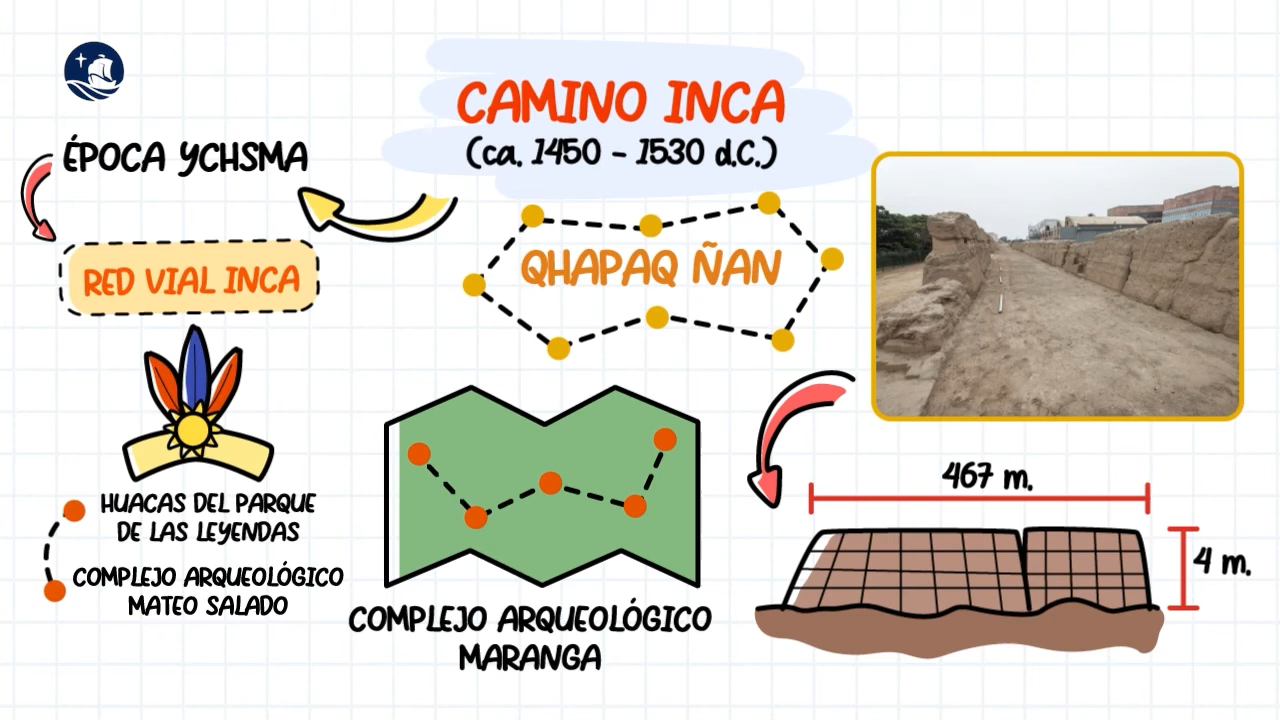 CAMINO INCA
(ca. 1450 - 1530 d.C.)
ÉPOCA YCHSMA
RED VIAL INCA
QHAPAQ ÑAN
HUACAS DEL PARQUE
DE LAS LEYENDAS
COMPLEJO ARQUEOLÓGICO
MATEO SALADO
COMPLEJO ARQUEOLÓGICO
MARANGA
467 m.
4 m.